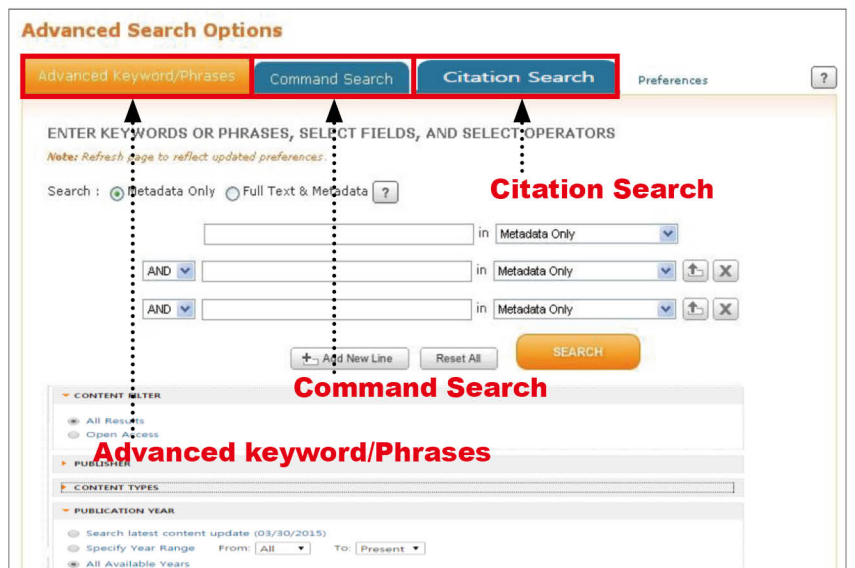 Advanced Search Options
Advanced Keyword/Phrases Command Search Citation Search Preferences ?
ENTER KEYWORDS OR PHRASES, SELECT FIELDS, AND SELECT OPERATORS
Note: Refresh page to reflect updated preferences.
Search : Metadata Only Full Text & Metadata ?
Citation Search
in Metadata Only
AND in Metadata Only X
AND in Metadata Only X
Add New Line Reset All SEARCH
Command Search
CONTENT FILTER
All Results
Open Access
Advanced keyword/Phrases
PUBLISHER
CONTENT TYPES
PUBLICATION YEAR
Search latest content update (03/30/2015)
Specify Year Range From: All To: Present
All Available Years